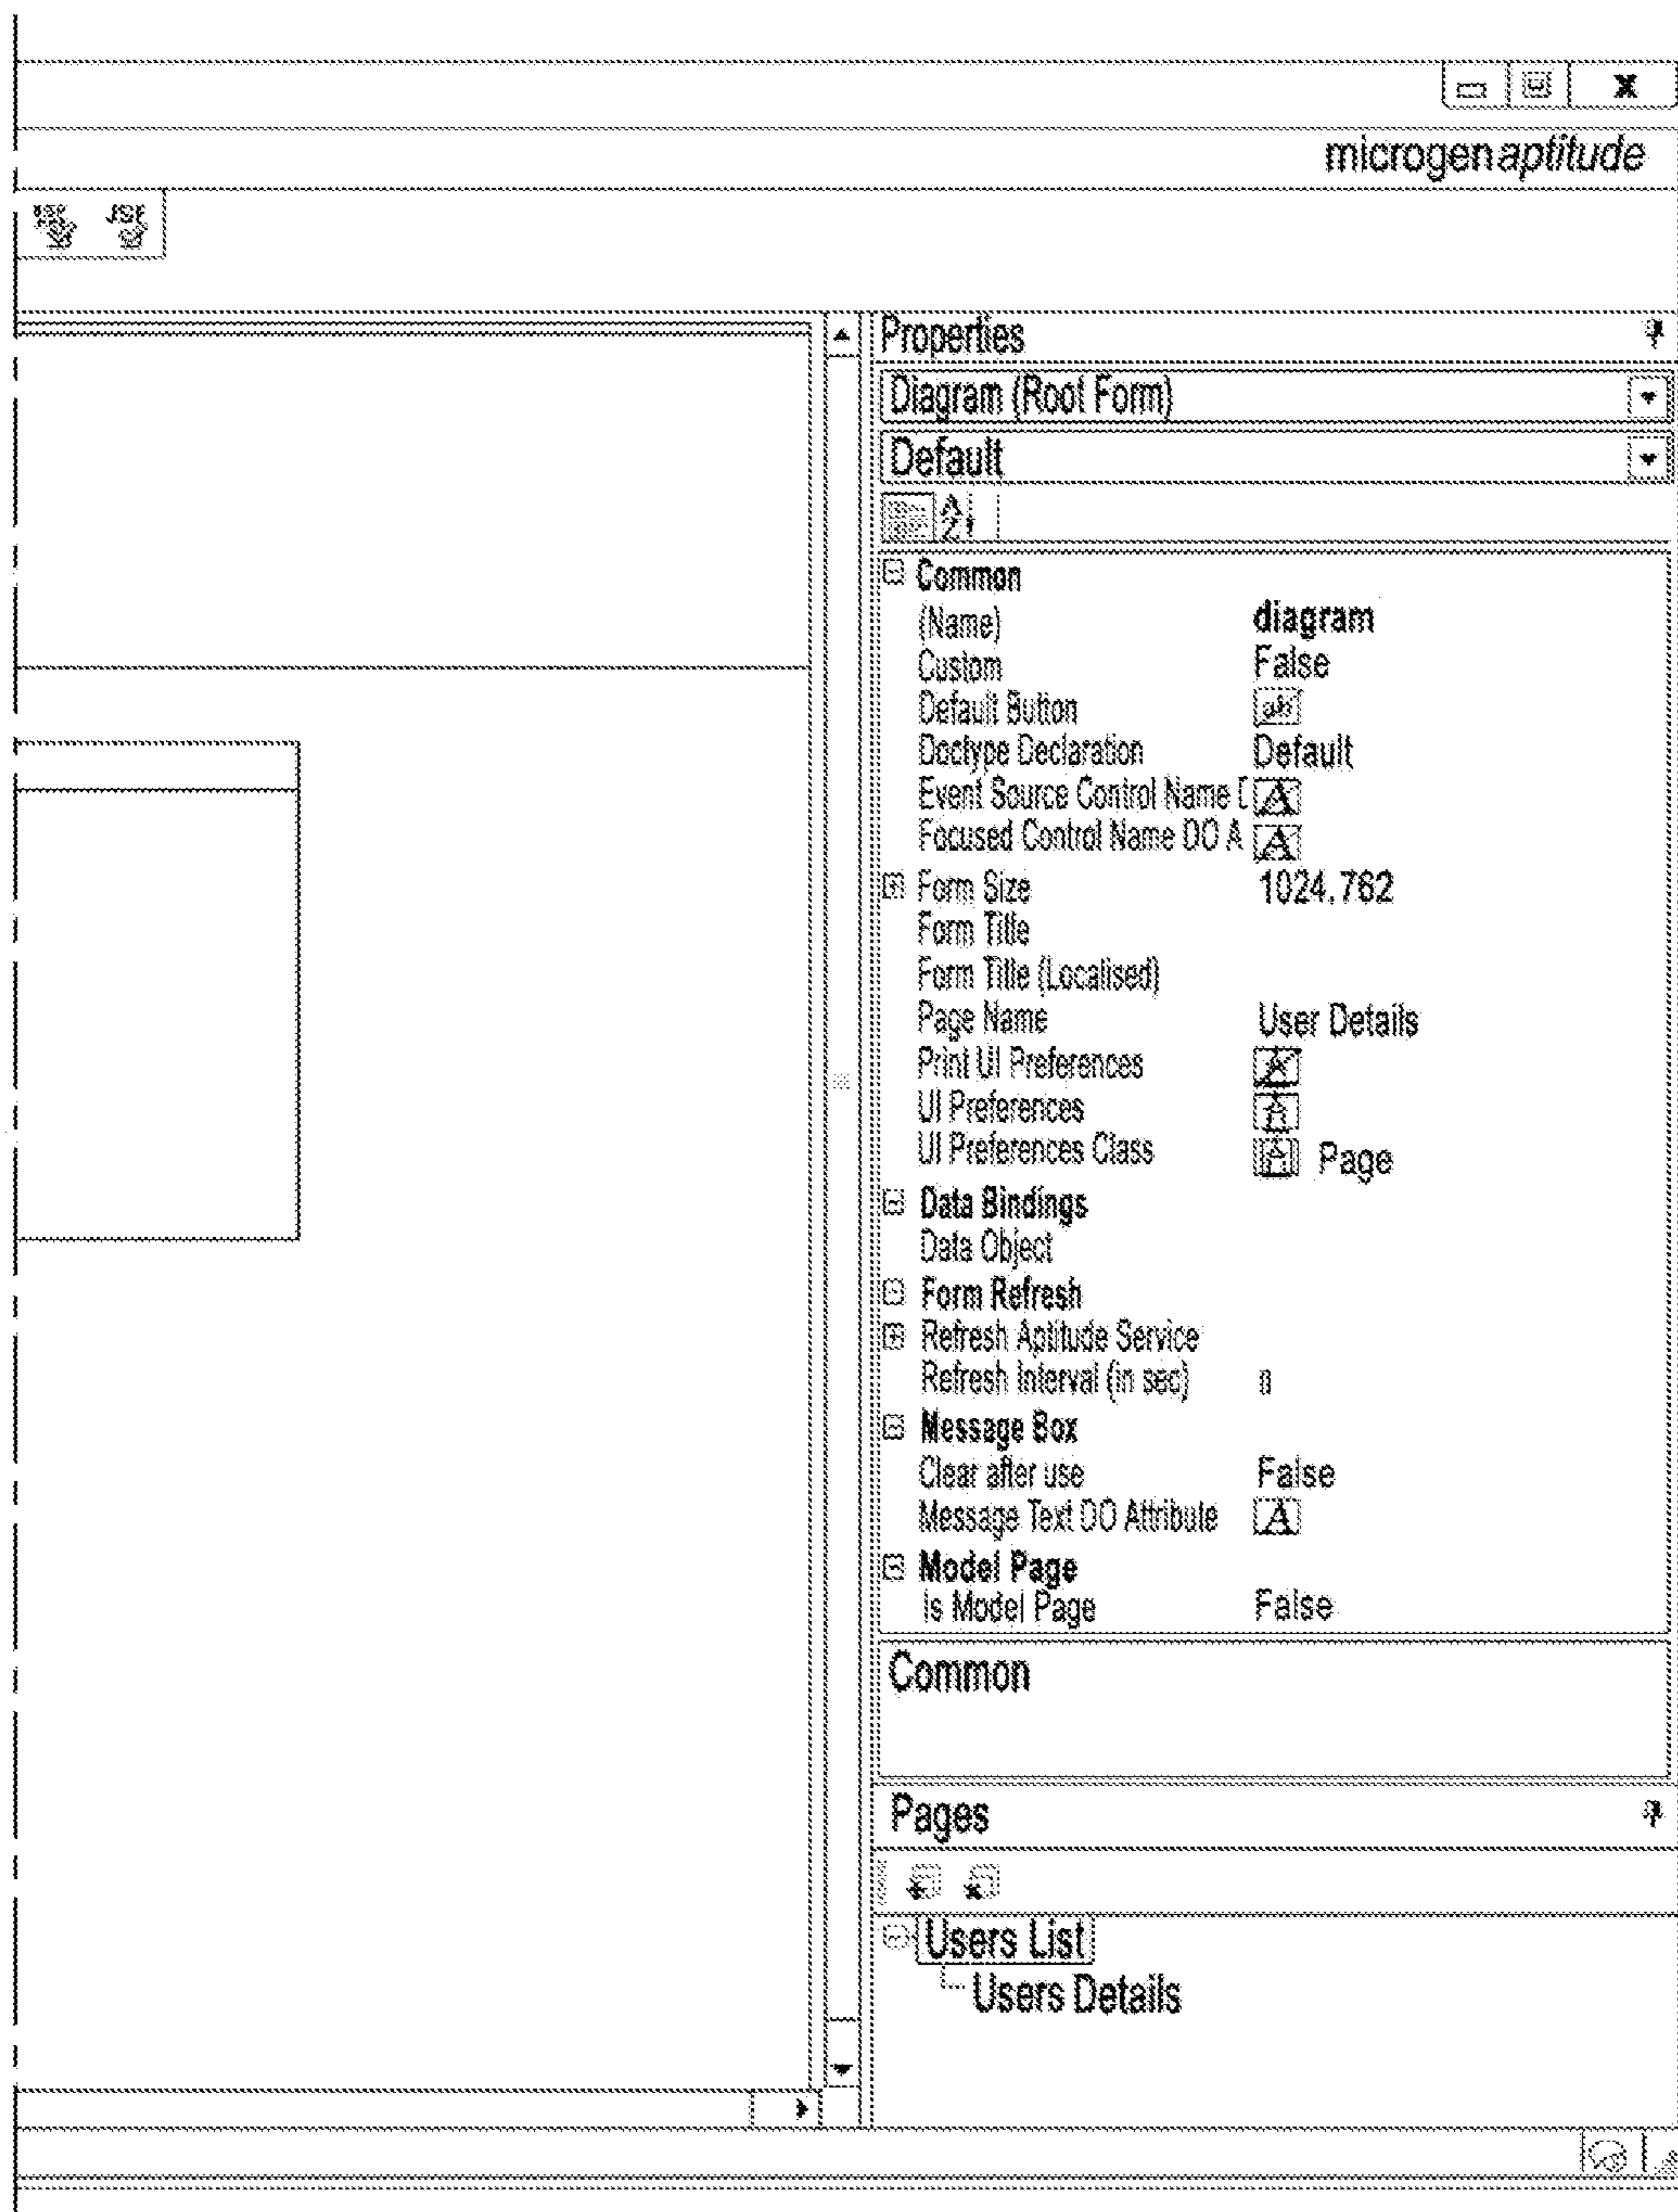 microgenaptitude
JSF JSF
Properties
Diagram (Root Form)
Default
Common
(Name) diagram
Custom False
Default Button ab
Doctype Declaration Default
Event Source Control Name D A
Focused Control Name DO A A
Form Size 1024, 762
Form Title
Form Title (Localised)
Page Name User Details
Print UI Preferences
UI Preferences
UI Preferences Class Page
Data Bindings
Data Object
Form Refresh
Refresh Aptitude Service
Refresh Interval (in sec)
Message Box
Clear after use False
Message Text DO Attribute A
Model Page
Is Model Page False
Common
Pages
Users List
Users Details